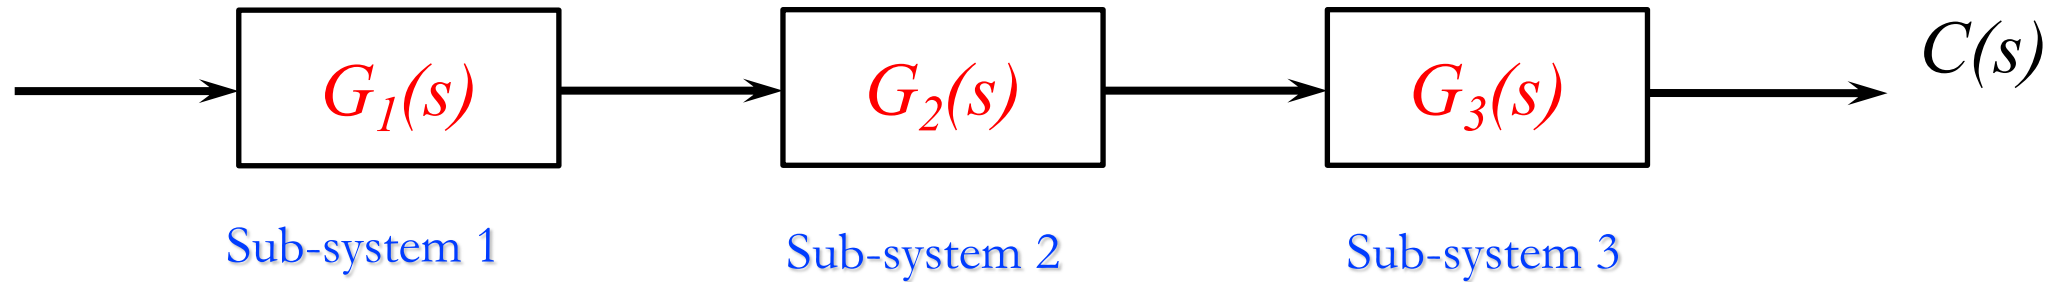 G₁(s)
G₂(s)
G₃(s)
C(s)
Sub-system 1
Sub-system 2
Sub-system 3